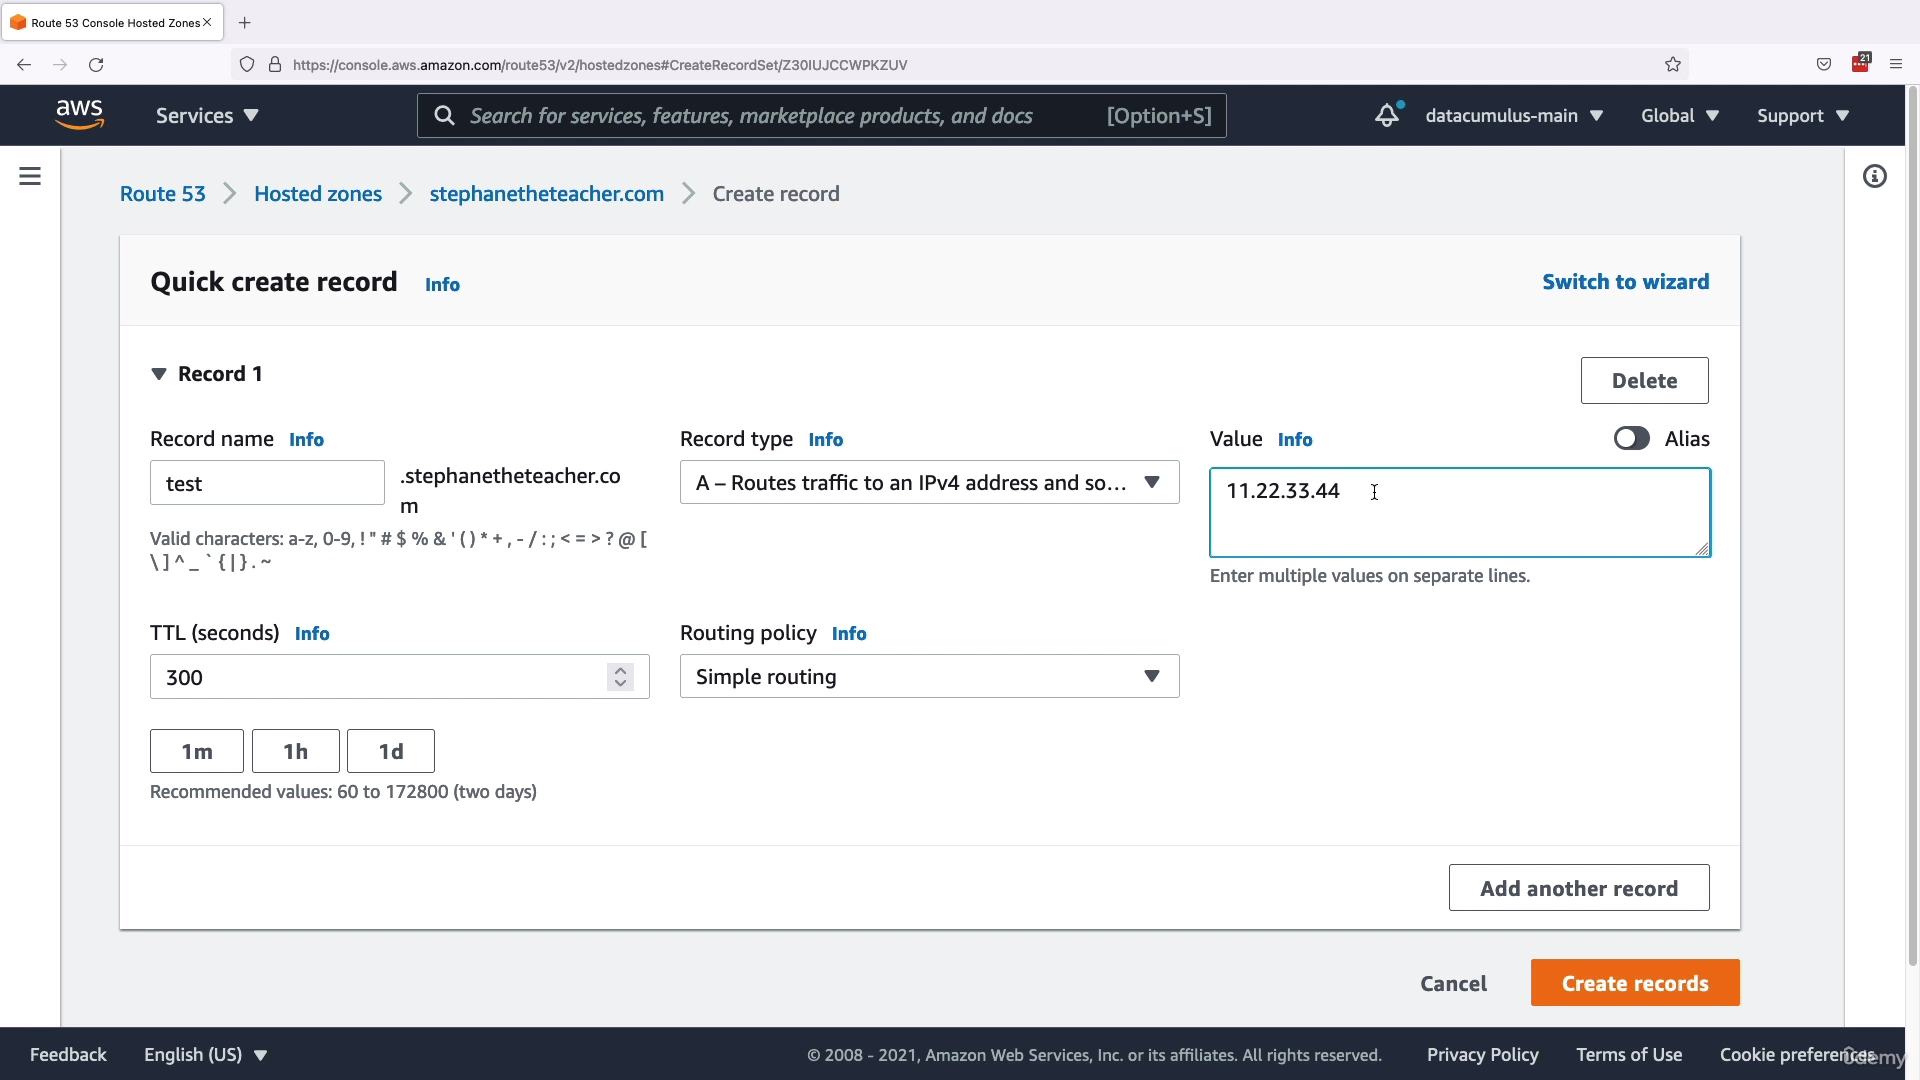 Route 53 Console Hosted Zones
https://console.aws.amazon.com/route53/v2/hostedzones#CreateRecordSet/Z30IUJCCWPKZUV
21
aws
Services
Search for services, features, marketplace products, and docs [Option+S]
datacumulus-main
Global
Support
Route 53 > Hosted zones > stephanetheteacher.com > Create record
Quick create record Info
Switch to wizard
Record 1
Delete
Record name Info
test
.stephanetheteacher.co
m
Valid characters: a-z, 0-9, ! " # $ % & ' ( ) * + , - / : ; < = > ? @ [
\ ] ^ _ ` { | } . ~
Record type Info
A – Routes traffic to an IPv4 address and so...
Value Info
Alias
11.22.33.44
Enter multiple values on separate lines.
TTL (seconds) Info
300
1m 1h 1d
Recommended values: 60 to 172800 (two days)
Routing policy Info
Simple routing
Add another record
Cancel
Create records
Feedback
English (US)
© 2008 - 2021, Amazon Web Services, Inc. or its affiliates. All rights reserved.
Privacy Policy
Terms of Use
Cookie preferences
ûdemy